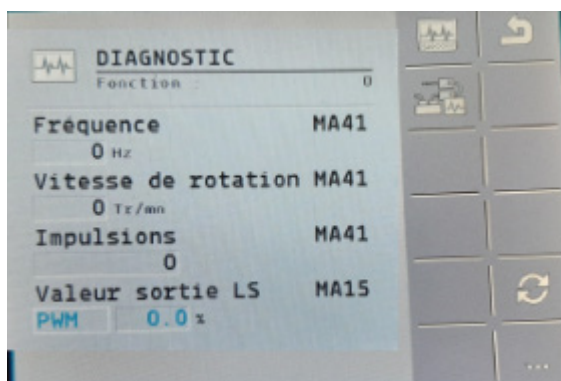 DIAGNOSTIC
Fonction : 0
Fréquence MA41
0 Hz
Vitesse de rotation MA41
0 Tr/mn
Impulsions MA41
0
Valeur sortie LS MA15
PWM 0.0 %
...